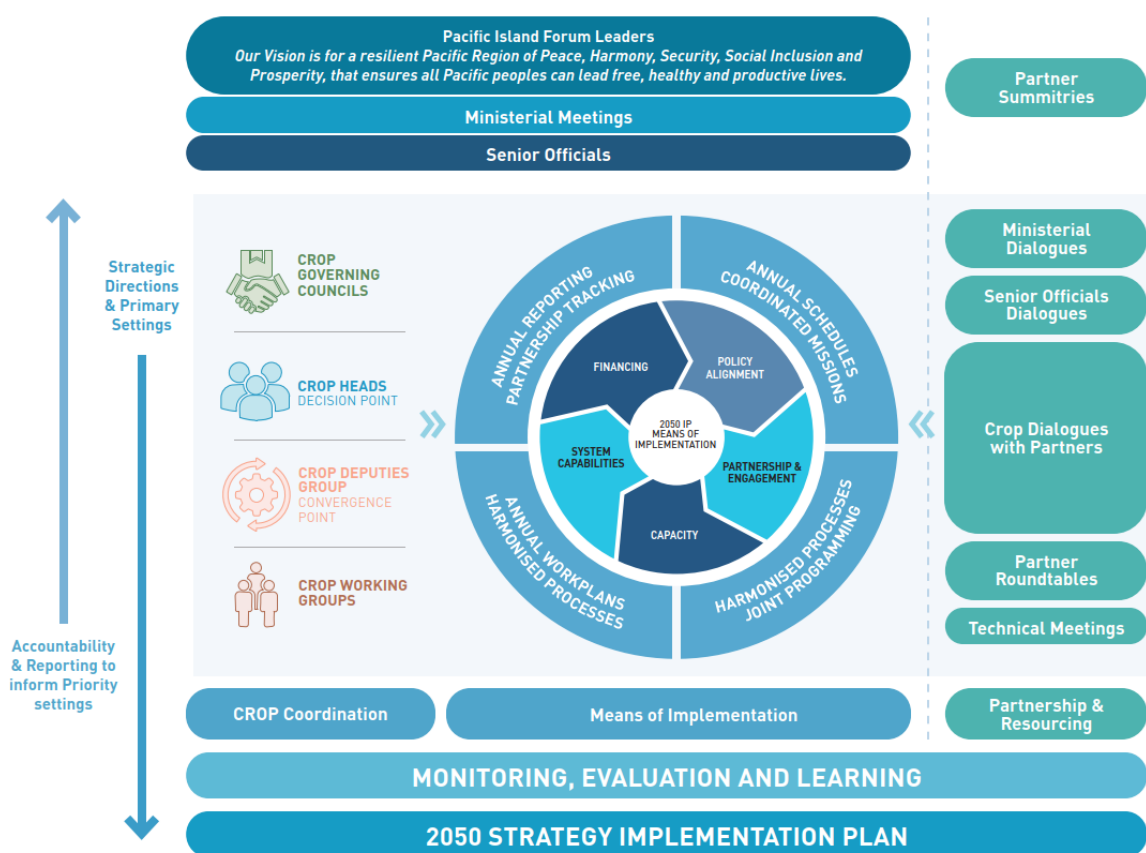 Pacific Island Forum Leaders
Our Vision is for a resilient Pacific Region of Peace, Harmony, Security, Social Inclusion and
Prosperity, that ensures all Pacific peoples can lead free, healthy and productive lives.
Ministerial Meetings
Senior Officials
Partner
Summitries
Strategic
Directions
& Primary
Settings
Accountability
& Reporting to
inform Priority
settings
CROP
GOVERNING
COUNCILS
CROP HEADS
DECISION POINT
CROP DEPUTIES
GROUP
CONVERGENCE
POINT
CROP WORKING
GROUPS
ANNUAL REPORTING
PARTNERSHIP TRACKING
ANNUAL SCHEDULES
COORDINATED MISSIONS
ANNUAL WORKPLANS
HARMONISED PROCESSES
HARMONISED PROCESSES
JOINT PROGRAMMING
FINANCING
POLICY
ALIGNMENT
SYSTEM
CAPABILITIES
2050 IP
MEANS OF
IMPLEMENTATION
PARTNERSHIP &
ENGAGEMENT
CAPACITY
Ministerial
Dialogues
Senior Officials
Dialogues
Crop Dialogues
with Partners
Partner
Roundtables
Technical Meetings
CROP Coordination
Means of Implementation
Partnership &
Resourcing
MONITORING, EVALUATION AND LEARNING
2050 STRATEGY IMPLEMENTATION PLAN